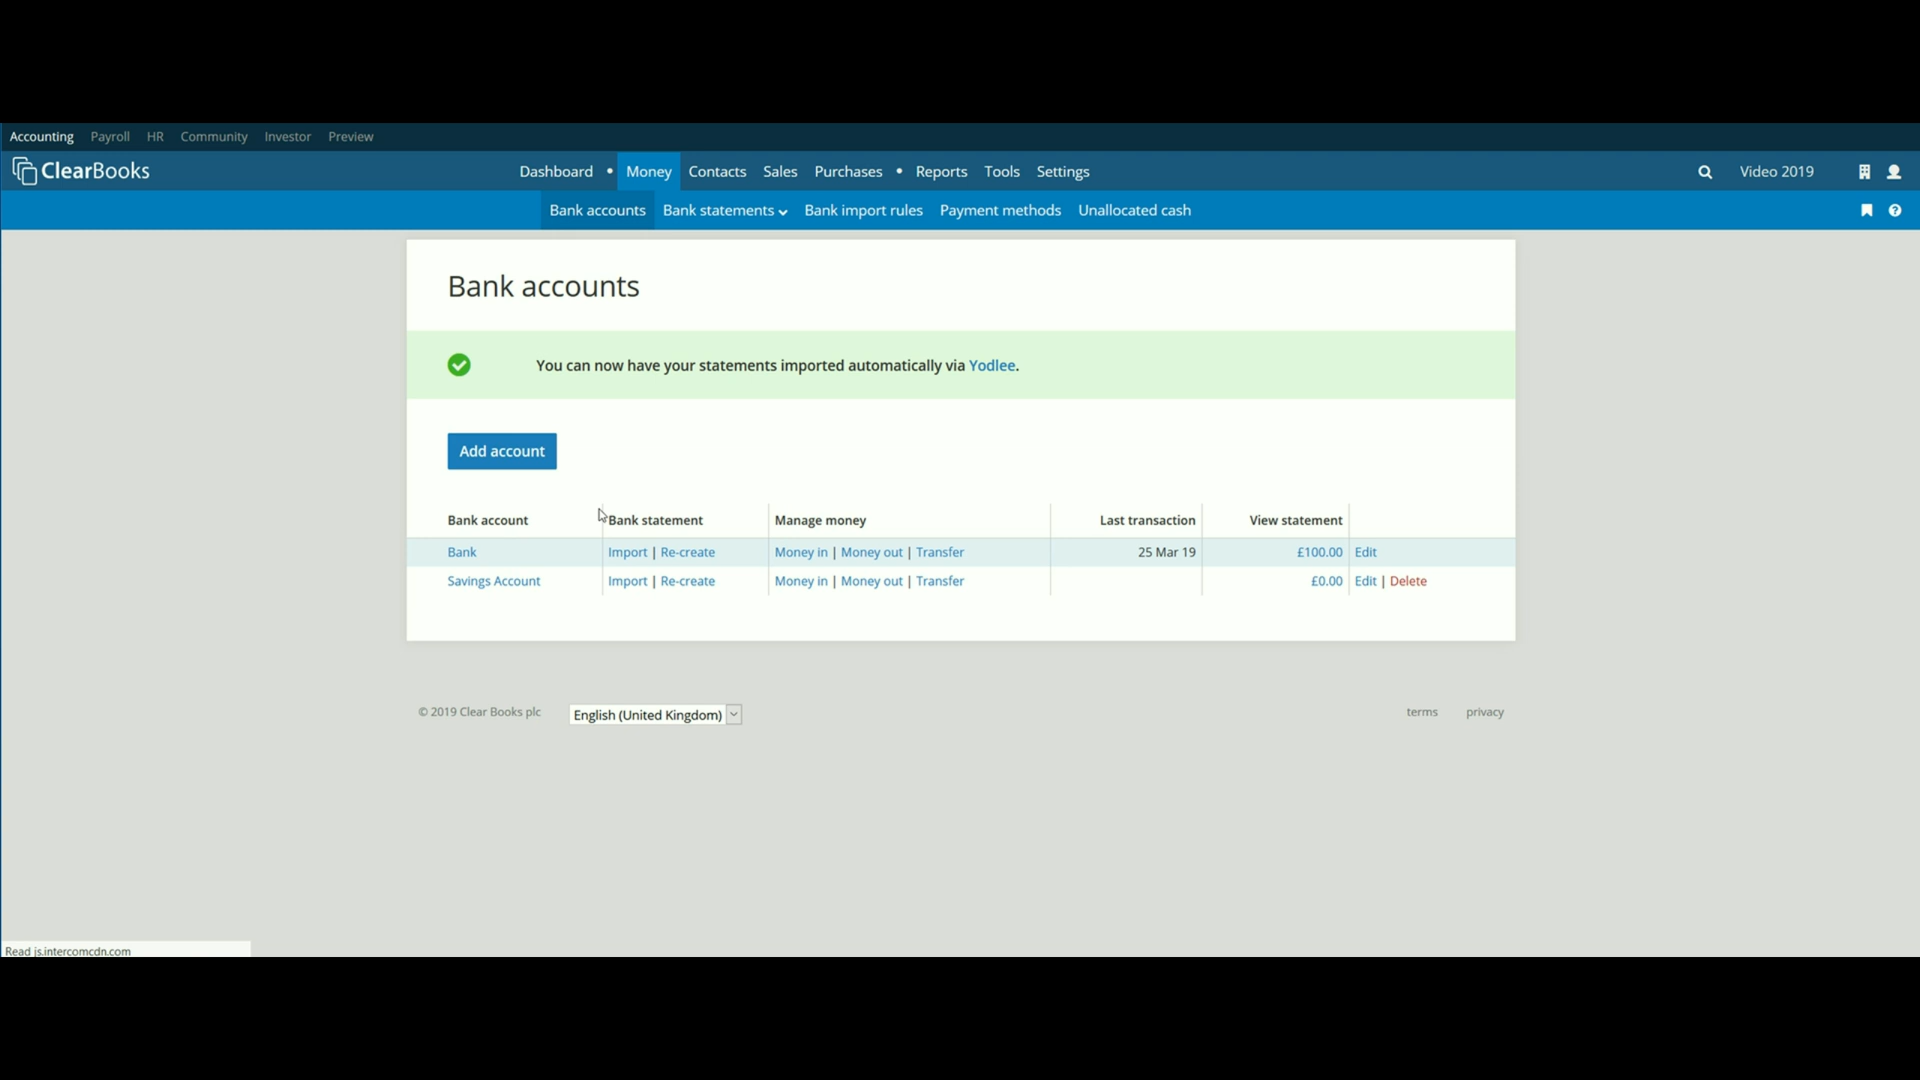 Accounting Payroll HR Community Investor Preview
ClearBooks Dashboard • Money Contacts Sales Purchases • Reports Tools Settings Video 2019
Bank accounts Bank statements Bank import rules Payment methods Unallocated cash
Bank accounts
You can now have your statements imported automatically via Yodlee.
Add account
Bank account Bank statement Manage money Last transaction View statement
Bank Import | Re-create Money in | Money out | Transfer 25 Mar 19 £100.00 Edit
Savings Account Import | Re-create Money in | Money out | Transfer £0.00 Edit | Delete
© 2019 Clear Books plc English (United Kingdom) terms privacy
Read js.intercomcdn.com